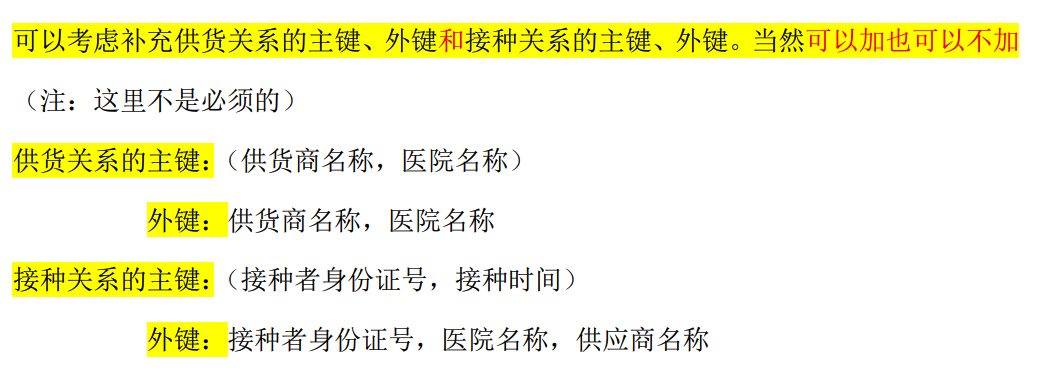 可以考虑补充供货关系的主键、外键和接种关系的主键、外键。当然可以加也可以不加
（注：这里不是必须的）
供货关系的主键：（供货商名称，医院名称）
外键：供货商名称，医院名称
接种关系的主键：（接种者身份证号，接种时间）
外键：接种者身份证号，医院名称，供应商名称